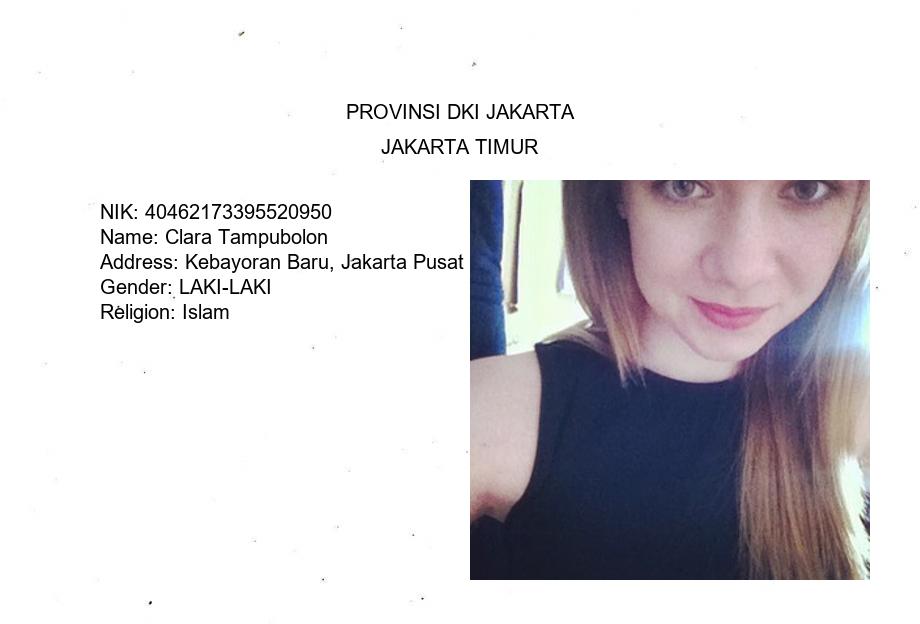 PROVINSI DKI JAKARTA
JAKARTA TIMUR
NIK: 40462173395520950
Name: Clara Tampubolon
Address: Kebayoran Baru, Jakarta Pusat
Gender: LAKI-LAKI
Religion: Islam